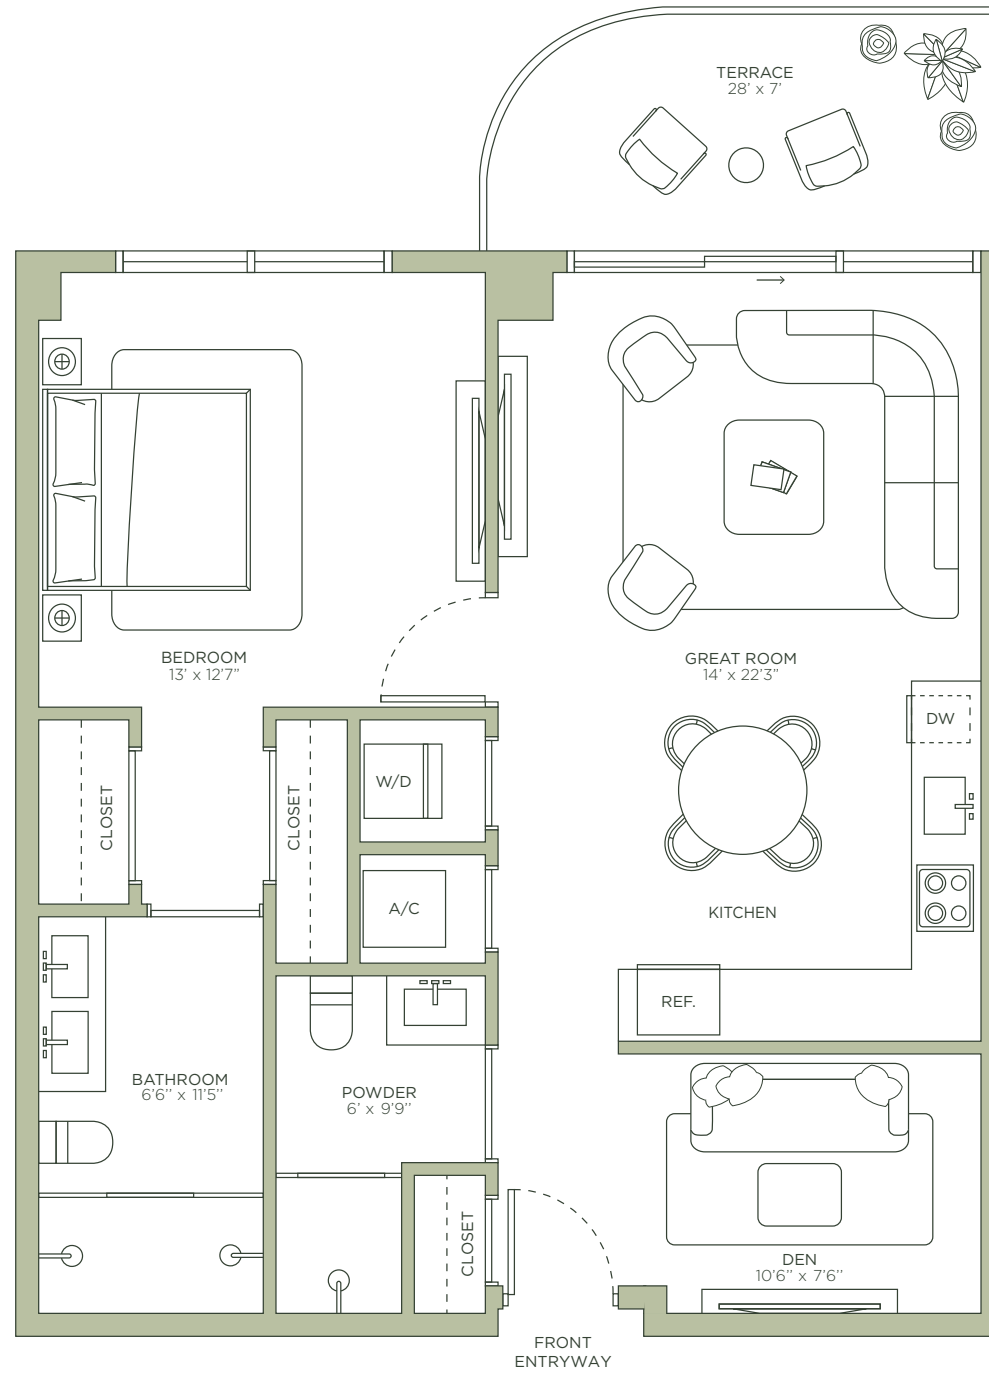 TERRACE
28' x 7'
BEDROOM
13' x 12'7"
GREAT ROOM
14' x 22'3"
DW
W/D
CLOSET
CLOSET
A/C
KITCHEN
REF.
BATHROOM
6'6" x 11'5"
POWDER
6' x 9'9"
CLOSET
DEN
10'6" x 7'6"
FRONT
ENTRYWAY